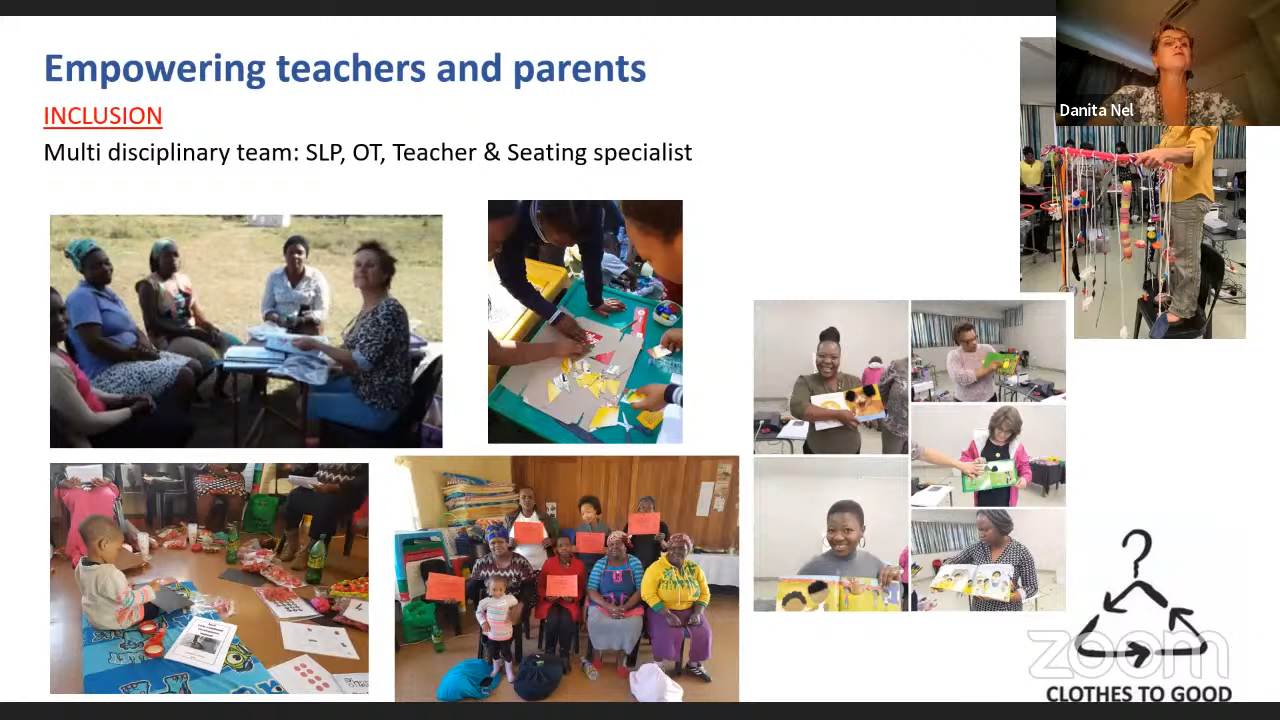 Empowering teachers and parents
INCLUSION
Multi disciplinary team: SLP, OT, Teacher & Seating specialist
Danita Nel
zoom
CLOTHES TO GOOD